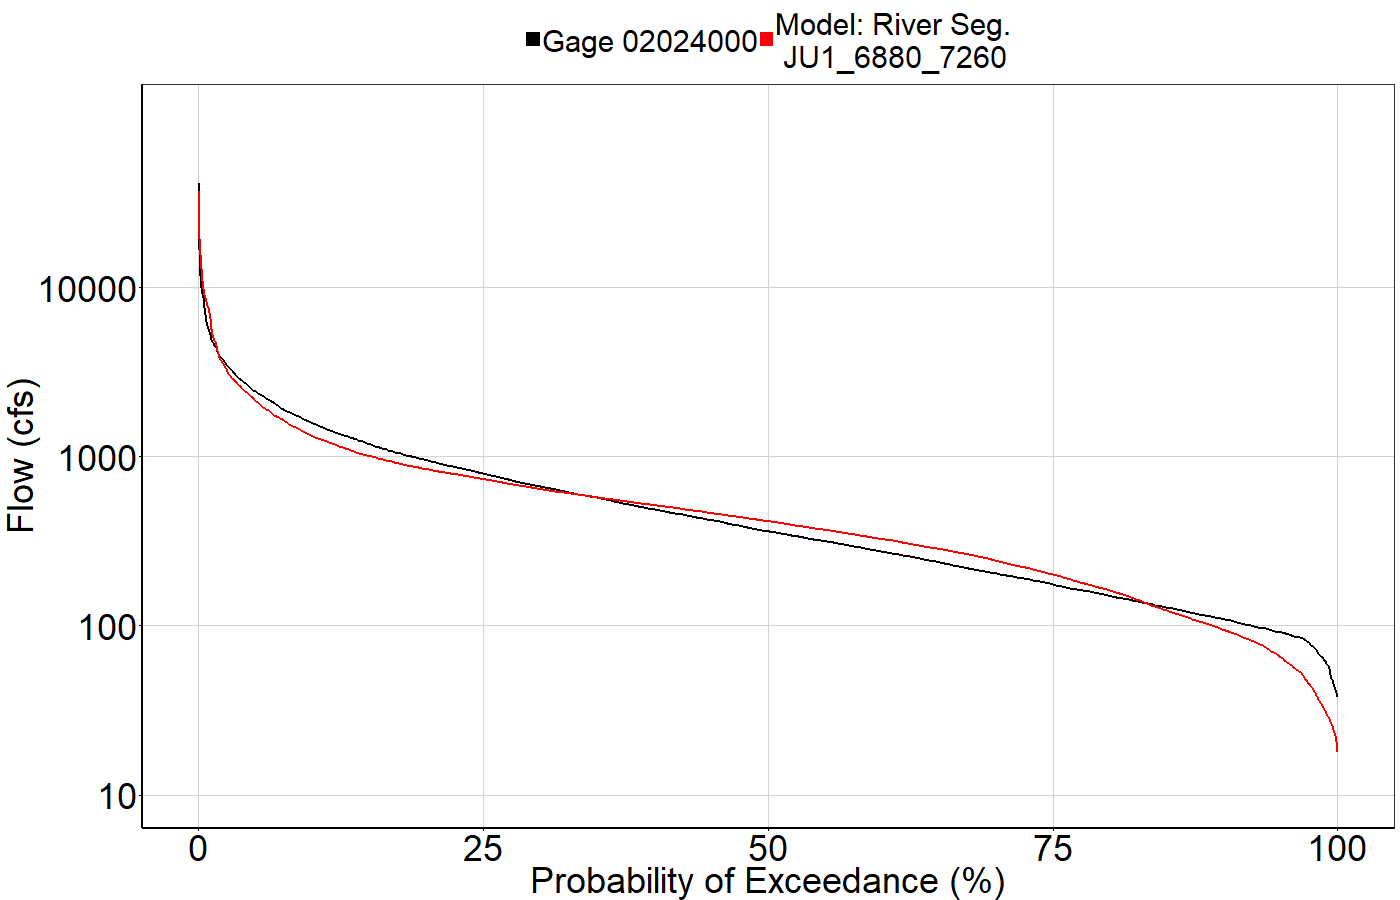 Gage 02024000
Model: River Seg.
JU1_6880_7260
Flow (cfs)
10000
1000
100
10
0 25 50 75 100
Probability of Exceedance (%)